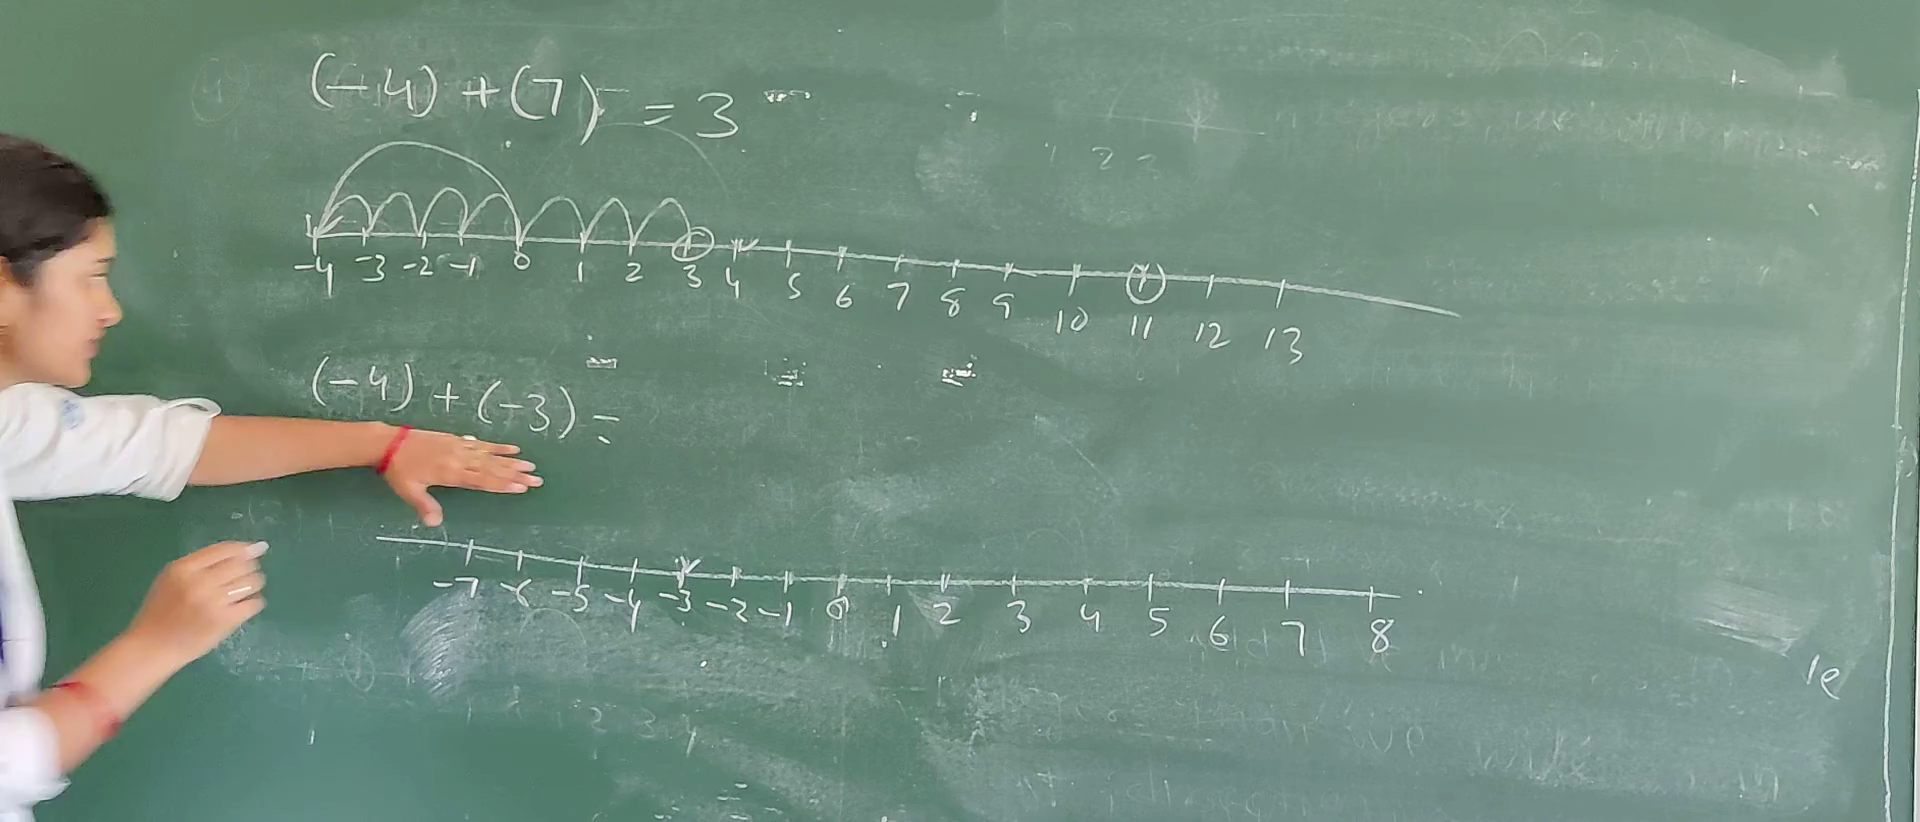 (-4) + (7) = 3
-4 -3 -2 -1 0 1 2 3 4 5 6 7 8 9 10 11 12 13
(-4) + (-3) =
-7 -6 -5 -4 -3 -2 -1 0 1 2 3 4 5 6 7 8
le